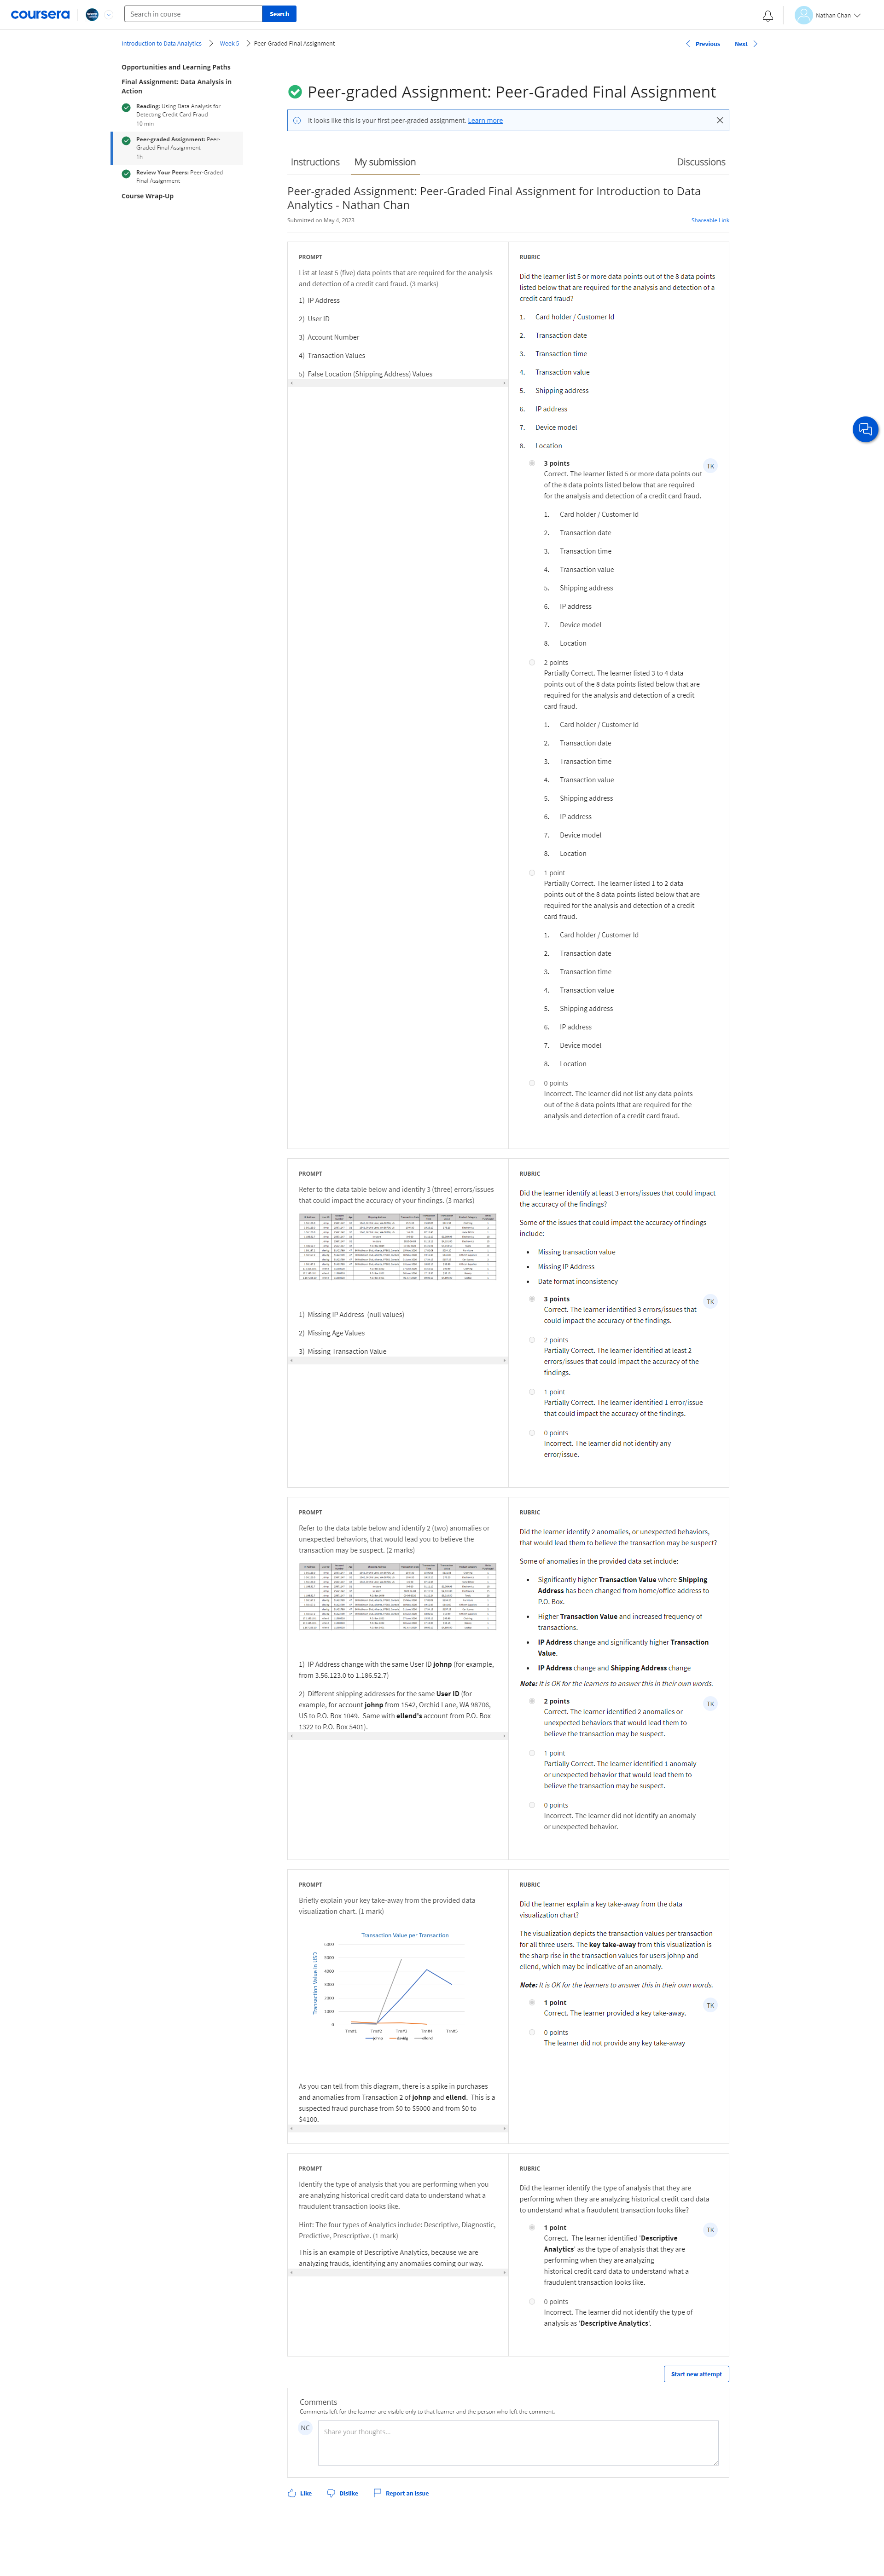 coursera
Search in course
Search
Nathan Chan
Introduction to Data Analytics
Week 5
Peer-Graded Final Assignment
Previous
Next
Opportunities and Learning Paths
Final Assignment: Data Analysis in
Action
Reading: Using Data Analysis for
Detecting Credit Card Fraud
10 min
Peer-graded Assignment: Peer-
Graded Final Assignment
1h
Review Your Peers: Peer-Graded
Final Assignment
Course Wrap-Up
Peer-graded Assignment: Peer-Graded Final Assignment
It looks like this is your first peer-graded assignment. Learn more
Instructions
My submission
Discussions
Peer-graded Assignment: Peer-Graded Final Assignment for Introduction to Data
Analytics - Nathan Chan
Submitted on May 4, 2023
Shareable Link
PROMPT
List at least 5 (five) data points that are required for the analysis
and detection of a credit card fraud. (3 marks)
1) IP Address
2) User ID
3) Account Number
4) Transaction Values
5) False Location (Shipping Address) Values
RUBRIC
Did the learner list 5 or more data points out of the 8 data points
listed below that are required for the analysis and detection of a
credit card fraud?
1. Card holder / Customer Id
2. Transaction date
3. Transaction time
4. Transaction value
5. Shipping address
6. IP address
7. Device model
8. Location
3 points
TK
Correct. The learner listed 5 or more data points out
of the 8 data points listed below that are required
for the analysis and detection of a credit card fraud.
1. Card holder / Customer Id
2. Transaction date
3. Transaction time
4. Transaction value
5. Shipping address
6. IP address
7. Device model
8. Location
2 points
Partially Correct. The learner listed 3 to 4 data
points out of the 8 data points listed below that are
required for the analysis and detection of a credit
card fraud.
1. Card holder / Customer Id
2. Transaction date
3. Transaction time
4. Transaction value
5. Shipping address
6. IP address
7. Device model
8. Location
1 point
Partially Correct. The learner listed 1 to 2 data
points out of the 8 data points listed below that are
required for the analysis and detection of a credit
card fraud.
1. Card holder / Customer Id
2. Transaction date
3. Transaction time
4. Transaction value
5. Shipping address
6. IP address
7. Device model
8. Location
0 points
Incorrect. The learner did not list any data points
out of the 8 data points lthat are required for the
analysis and detection of a credit card fraud.
PROMPT
Refer to the data table below and identify 3 (three) errors/issues
that could impact the accuracy of your findings. (3 marks)
1) Missing IP Address (null values)
2) Missing Age Values
3) Missing Transaction Value
RUBRIC
Did the learner identify at least 3 errors/issues that could impact
the accuracy of the findings?
Some of the issues that could impact the accuracy of findings
include:
• Missing transaction value
• Missing IP Address
• Date format inconsistency
3 points
TK
Correct. The learner identified 3 errors/issues that
could impact the accuracy of the findings.
2 points
Partially Correct. The learner identified at least 2
errors/issues that could impact the accuracy of the
findings.
1 point
Partially Correct. The learner identified 1 error/issue
that could impact the accuracy of the findings.
0 points
Incorrect. The learner did not identify any
error/issue.
PROMPT
Refer to the data table below and identify 2 (two) anomalies or
unexpected behaviors, that would lead you to believe the
transaction may be suspect. (2 marks)
1) IP Address change with the same User ID johnp (for example,
from 3.56.123.0 to 1.186.52.7)
2) Different shipping addresses for the same User ID (for
example, for account johnp from 1542, Orchid Lane, WA 98706,
US to P.O. Box 1049. Same with ellend's account from P.O. Box
1322 to P.O. Box 5401).
RUBRIC
Did the learner identify 2 anomalies, or unexpected behaviors,
that would lead them to believe the transaction may be suspect?
Some of anomalies in the provided data set include:
• Significantly higher Transaction Value where Shipping
Address has been changed from home/office address to
P.O. Box.
• Higher Transaction Value and increased frequency of
transactions.
• IP Address change and significantly higher Transaction
Value.
• IP Address change and Shipping Address change
Note: It is OK for the learners to answer this in their own words.
2 points
TK
Correct. The learner identified 2 anomalies or
unexpected behaviors that would lead them to
believe the transaction may be suspect.
1 point
Partially Correct. The learner identified 1 anomaly
or unexpected behavior that would lead them to
believe the transaction may be suspect.
0 points
Incorrect. The learner did not identify an anomaly
or unexpected behavior.
PROMPT
Briefly explain your key take-away from the provided data
visualization chart. (1 mark)
Transaction Value per Transaction
Transaction Value in USD
6000
5000
4000
3000
2000
1000
0
As you can tell from this diagram, there is a spike in purchases
and anomalies from Transaction 2 of johnp and ellend. This is a
suspected fraud purchase from $0 to $5000 and from $0 to
$4100.
RUBRIC
Did the learner explain a key take-away from the data
visualization chart?
The visualization depicts the transaction values per transaction
for all three users. The key take-away from this visualization is
the sharp rise in the transaction values for users johnp and
ellend, which may be indicative of an anomaly.
Note: It is OK for the learners to answer this in their own words.
1 point
TK
Correct. The learner provided a key take-away.
0 points
The learner did not provide any key take-away
PROMPT
Identify the type of analysis that you are performing when you
are analyzing historical credit card data to understand what a
fraudulent transaction looks like.
Hint: The four types of Analytics include: Descriptive, Diagnostic,
Predictive, Prescriptive. (1 mark)
This is an example of Descriptive Analytics, because we are
analyzing frauds, identifying any anomalies coming our way.
RUBRIC
Did the learner identify the type of analysis that they are
performing when they are analyzing historical credit card data
to understand what a fraudulent transaction looks like?
1 point
TK
Correct. The learner identified 'Descriptive
Analytics' as the type of analysis that they are
performing when they are analyzing
historical credit card data to understand what a
fraudulent transaction looks like.
0 points
Incorrect. The learner did not identify the type of
analysis as 'Descriptive Analytics'.
Start new attempt
Comments
Comments left for the learner are visible only to that learner and the person who left the comment.
NC
Share your thoughts...
Like
Dislike
Report an issue